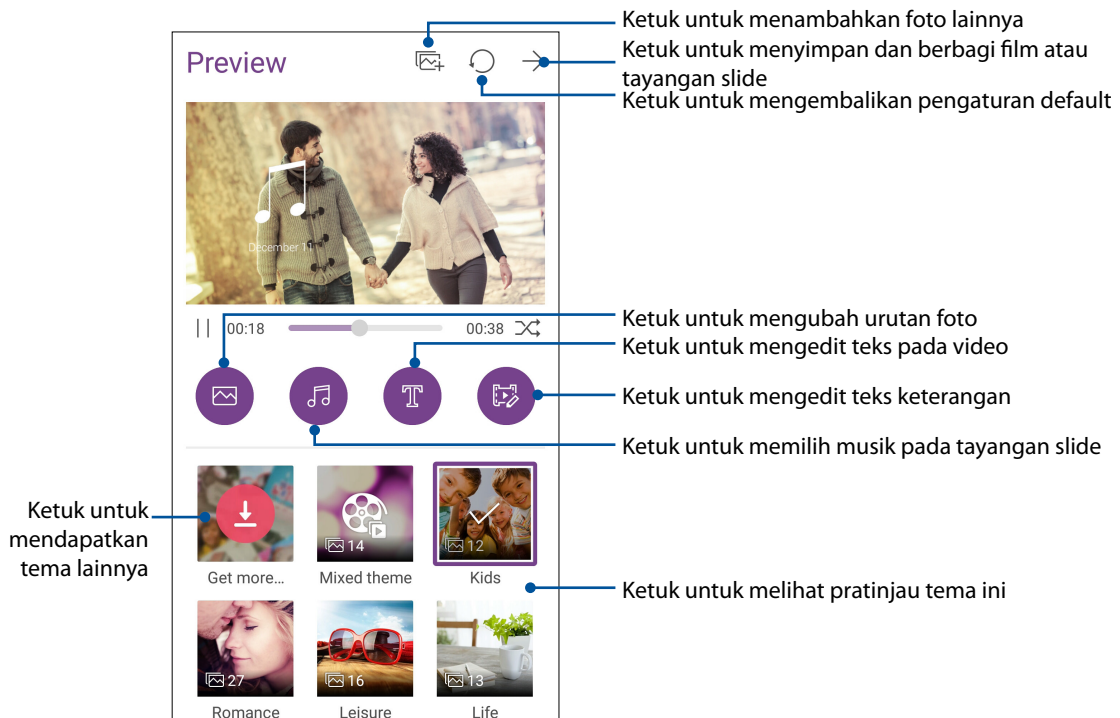 Ketuk untuk menambahkan foto lainnya
Preview
Ketuk untuk menyimpan dan berbagi film atau
tayangan slide
Ketuk untuk mengembalikan pengaturan default
December 11
00:18
00:38
Ketuk untuk mengubah urutan foto
Ketuk untuk mengedit teks pada video
T
Ketuk untuk mengedit teks keterangan
Ketuk untuk memilih musik pada tayangan slide
Ketuk untuk
mendapatkan
tema lainnya
14
12
Get more...
Mixed theme
Kids
Ketuk untuk melihat pratinjau tema ini
27
16
13
Romance
Leisure
Life